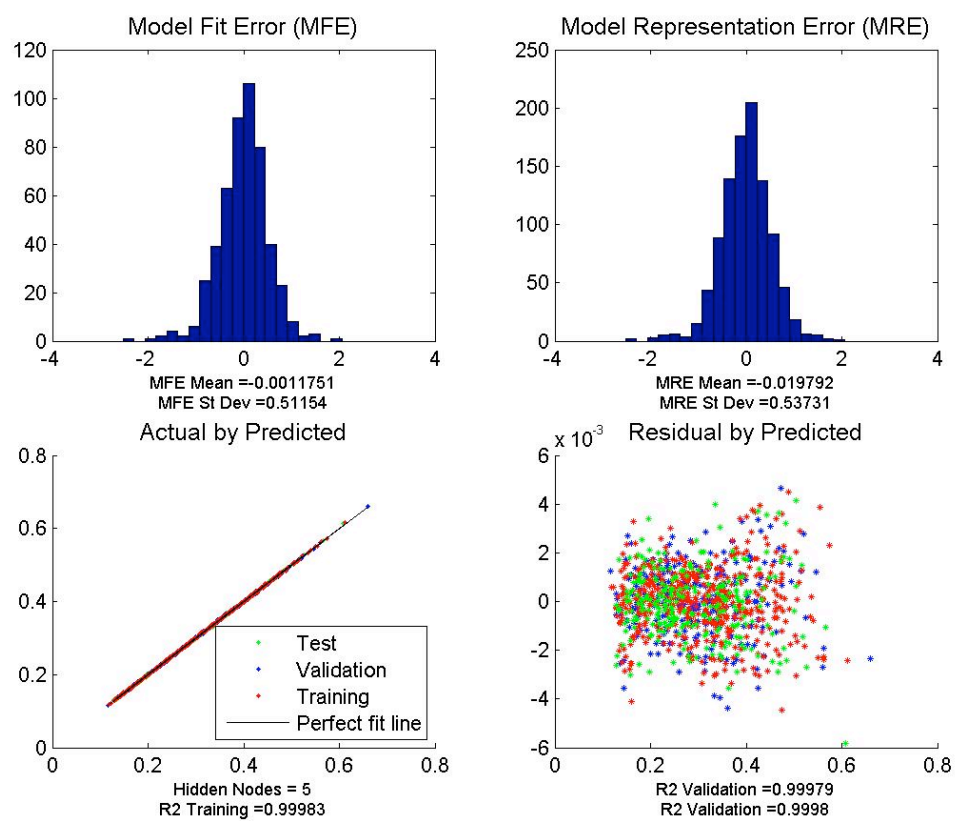 Model Fit Error (MFE)
120
100
80
60
40
20
0
-4 -2 0 2 4
MFE Mean =-0.0011751
MFE St Dev =0.51154
Model Representation Error (MRE)
250
200
150
100
50
0
-4 -2 0 2 4
MRE Mean =-0.019792
MRE St Dev =0.53731
Actual by Predicted
0.8
0.6
0.4
0.2
0
Test
Validation
Training
Perfect fit line
0 0.2 0.4 0.6 0.8
Hidden Nodes = 5
R2 Training =0.99983
x 10-3 Residual by Predicted
6
4
2
0
-2
-4
-6
0 0.2 0.4 0.6 0.8
R2 Validation =0.99979
R2 Validation =0.9998